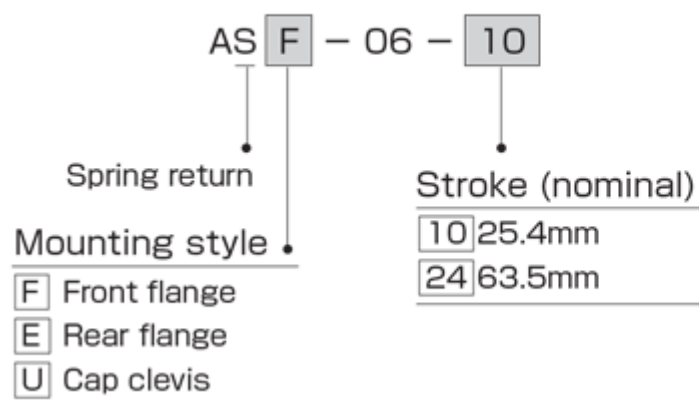 ASF - 06 - 10
Spring return
Mounting style
F Front flange
E Rear flange
U Cap clevis
Stroke (nominal)
10 25.4mm
24 63.5mm